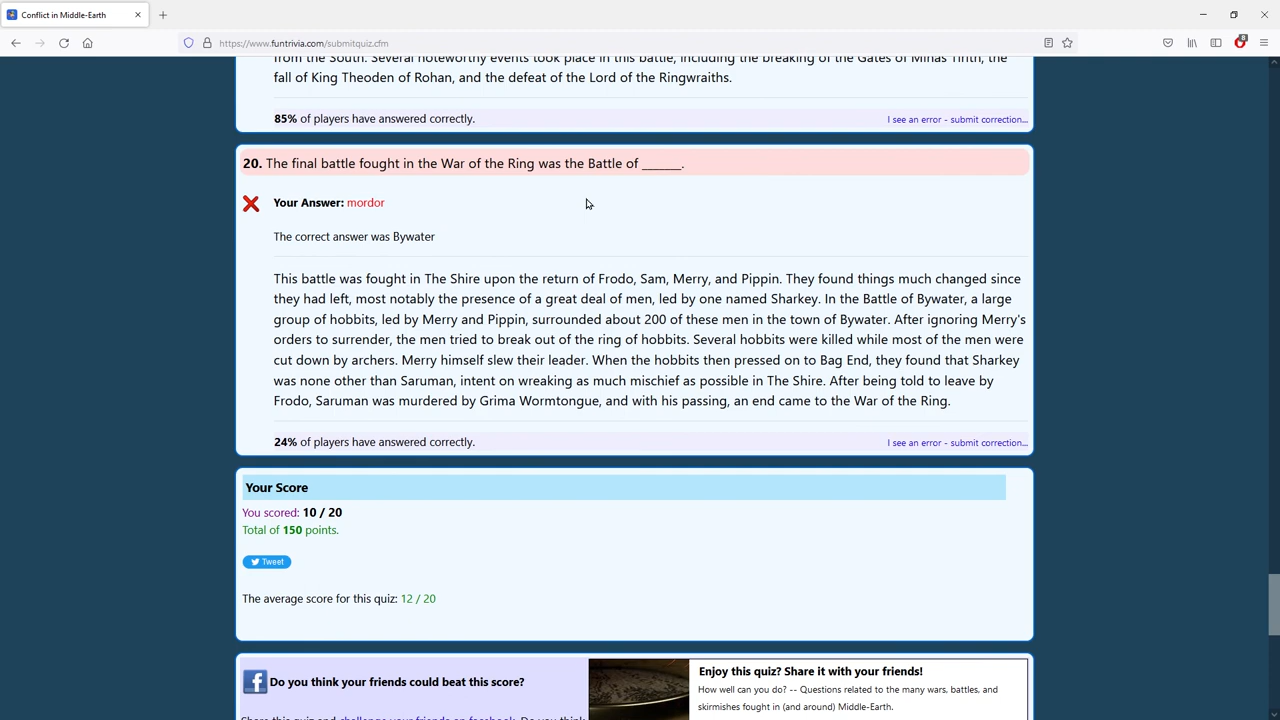 Conflict in Middle-Earth
https://www.funtrivia.com/submitquiz.cfm
8
from the South. Several noteworthy events took place in this battle, including the breaking of the Gates of Minas Tirith, the
fall of King Theoden of Rohan, and the defeat of the Lord of the Ringwraiths.
85% of players have answered correctly.
I see an error - submit correction...
20. The final battle fought in the War of the Ring was the Battle of _______.
Your Answer: mordor
The correct answer was Bywater
This battle was fought in The Shire upon the return of Frodo, Sam, Merry, and Pippin. They found things much changed since
they had left, most notably the presence of a great deal of men, led by one named Sharkey. In the Battle of Bywater, a large
group of hobbits, led by Merry and Pippin, surrounded about 200 of these men in the town of Bywater. After ignoring Merry's
orders to surrender, the men tried to break out of the ring of hobbits. Several hobbits were killed while most of the men were
cut down by archers. Merry himself slew their leader. When the hobbits then pressed on to Bag End, they found that Sharkey
was none other than Saruman, intent on wreaking as much mischief as possible in The Shire. After being told to leave by
Frodo, Saruman was murdered by Grima Wormtongue, and with his passing, an end came to the War of the Ring.
24% of players have answered correctly.
I see an error - submit correction...
Your Score
You scored: 10 / 20
Total of 150 points.
Tweet
The average score for this quiz: 12 / 20
Do you think your friends could beat this score?
Share this quiz and challenge your friends on facebook. Do you think
Enjoy this quiz? Share it with your friends!
How well can you do? -- Questions related to the many wars, battles, and
skirmishes fought in (and around) Middle-Earth.